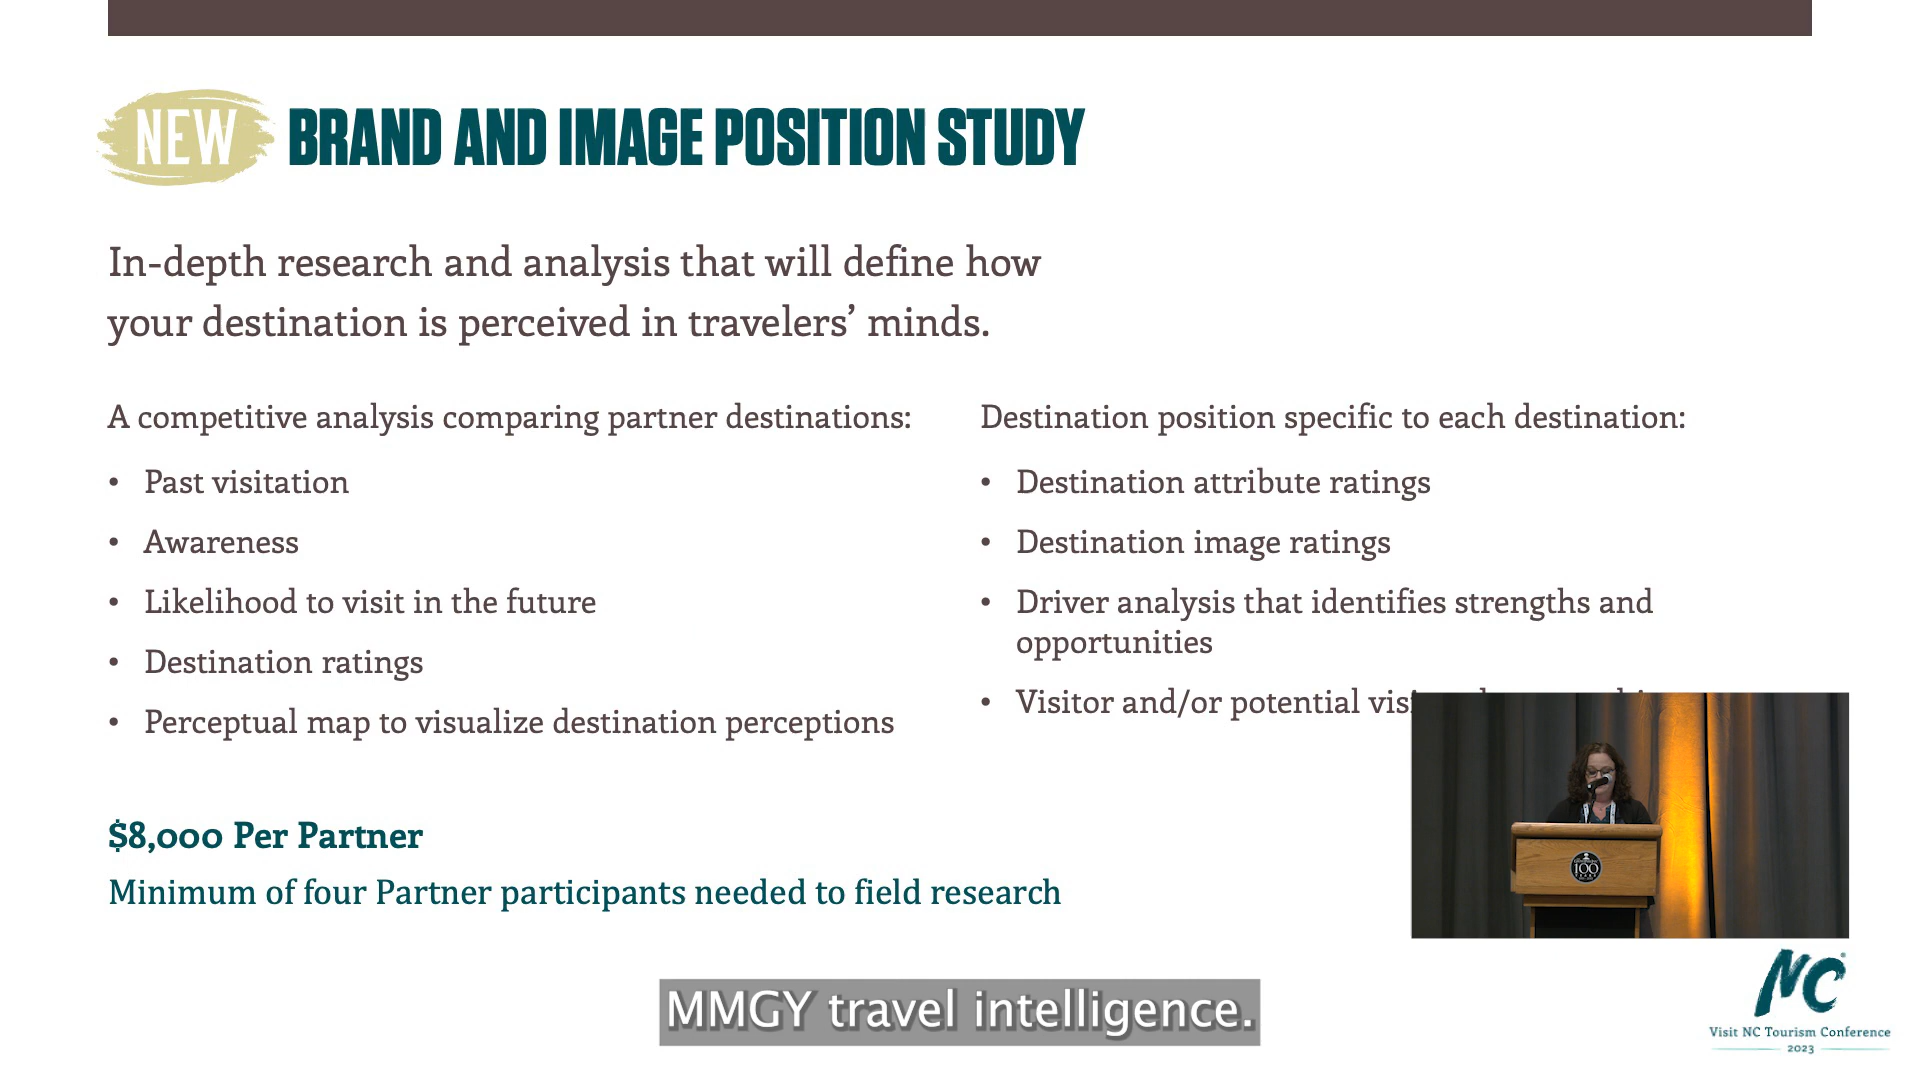 NEW BRAND AND IMAGE POSITION STUDY
In-depth research and analysis that will define how
your destination is perceived in travelers’ minds.
A competitive analysis comparing partner destinations:
• Past visitation
• Awareness
• Likelihood to visit in the future
• Destination ratings
• Perceptual map to visualize destination perceptions
Destination position specific to each destination:
• Destination attribute ratings
• Destination image ratings
• Driver analysis that identifies strengths and
opportunities
• Visitor and/or potential
$8,000 Per Partner
Minimum of four Partner participants needed to field research
100
MMGY travel intelligence.
NC
Visit NC Tourism Conference
2023